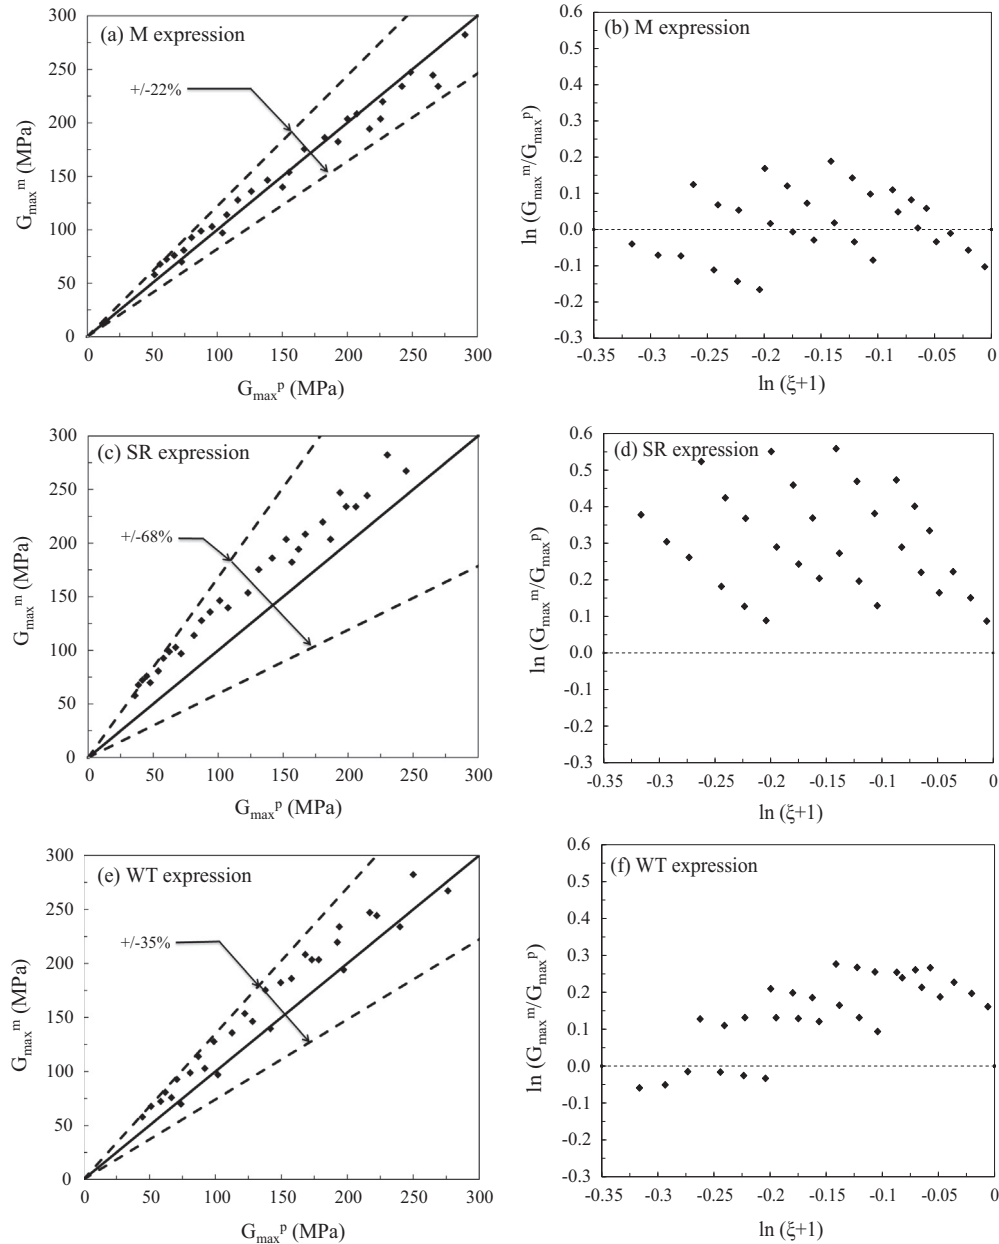 (a) M expression
+/-22%
300
250
200
150
100
50
0
0 50 100 150 200 250 300
G_max^m (MPa)
G_max^p (MPa)
(b) M expression
0.6
0.5
0.4
0.3
0.2
0.1
0.0
-0.1
-0.2
-0.3
-0.35 -0.3 -0.25 -0.2 -0.15 -0.1 -0.05 0
ln (G_max^m/G_max^p)
ln (ξ+1)
(c) SR expression
+/-68%
300
250
200
150
100
50
0
0 50 100 150 200 250 300
G_max^m (MPa)
G_max^p (MPa)
(d) SR expression
0.6
0.5
0.4
0.3
0.2
0.1
0.0
-0.1
-0.2
-0.3
-0.35 -0.3 -0.25 -0.2 -0.15 -0.1 -0.05 0
ln (G_max^m/G_max^p)
ln (ξ+1)
(e) WT expression
+/-35%
300
250
200
150
100
50
0
0 50 100 150 200 250 300
G_max^m (MPa)
G_max^p (MPa)
(f) WT expression
0.6
0.5
0.4
0.3
0.2
0.1
0.0
-0.1
-0.2
-0.3
-0.35 -0.3 -0.25 -0.2 -0.15 -0.1 -0.05 0
ln (G_max^m/G_max^p)
ln (ξ+1)